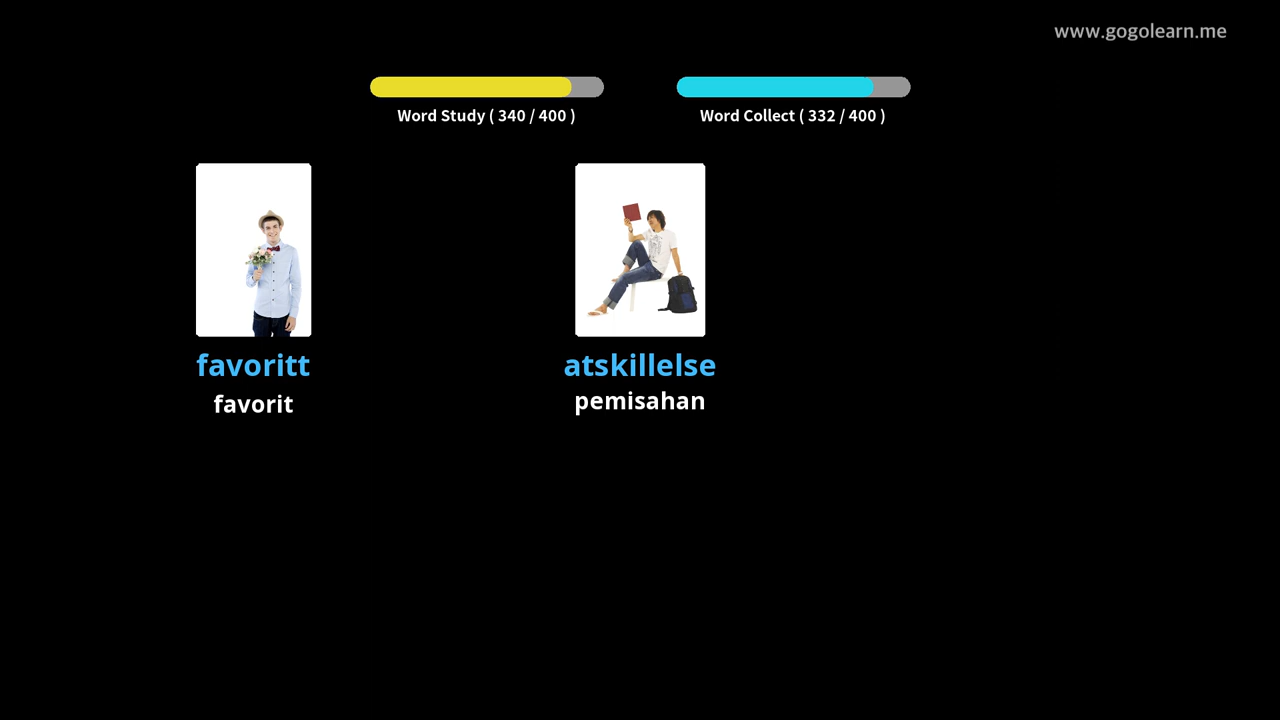 www.gogolearn.me
Word Study ( 340 / 400 )
Word Collect ( 332 / 400 )
favoritt
favorit
atskillelse
pemisahan